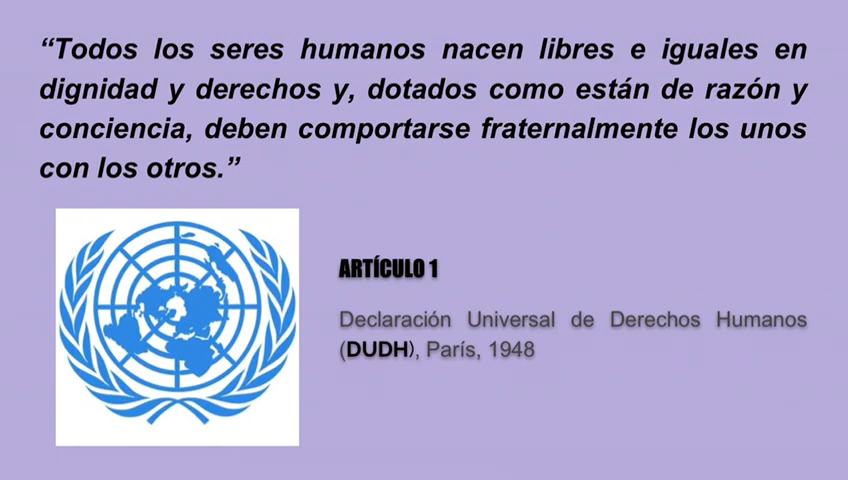 “Todos los seres humanos nacen libres e iguales en
dignidad y derechos y, dotados como están de razón y
conciencia, deben comportarse fraternalmente los unos
con los otros.”
ARTÍCULO 1
Declaración Universal de Derechos Humanos
(DUDH), París, 1948